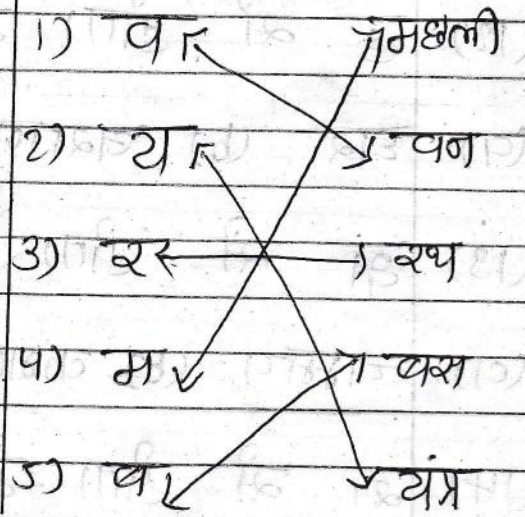 1) व मछली
2) य वन
3) र रथ
4) म बस
5) ब यंत्र